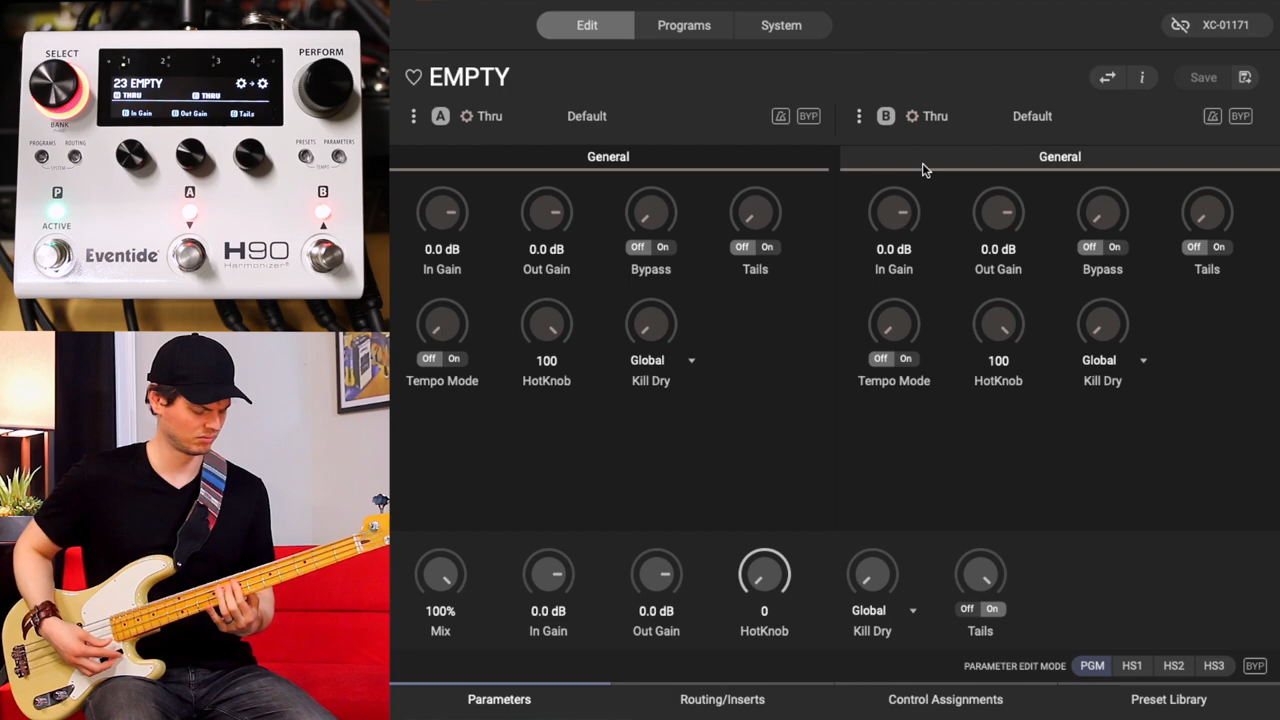 SELECT
PERFORM
1 2 3 4
23 EMPTY
A THRU B THRU
In Gain Out Gain Tails
BANK
PROGRAMS ROUTING
SYSTEM
PRESETS PARAMETERS
TEMPO
P A B
ACTIVE
Eventide® H90
Harmonizer®
Edit Programs System
XC-01171
EMPTY
i Save
A Thru Default BYP
B Thru Default BYP
General General
0.0 dB 0.0 dB Off On Off On
In Gain Out Gain Bypass Tails
0.0 dB 0.0 dB Off On Off On
In Gain Out Gain Bypass Tails
Off On 100 Global
Tempo Mode HotKnob Kill Dry
Off On 100 Global
Tempo Mode HotKnob Kill Dry
100% 0.0 dB 0.0 dB 0 Global Off On
Mix In Gain Out Gain HotKnob Kill Dry Tails
PARAMETER EDIT MODE PGM HS1 HS2 HS3 BYP
Parameters Routing/Inserts Control Assignments Preset Library